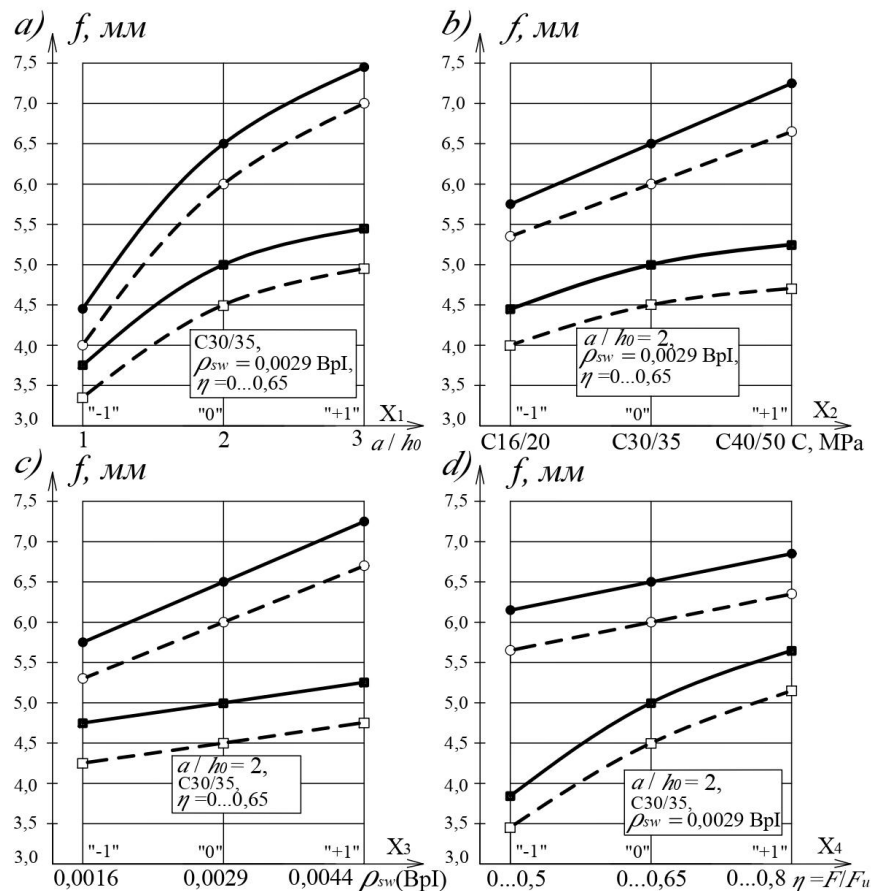 a) f, мм
7,5
7,0
6,5
6,0
5,5
5,0
4,5
4,0
3,5
3,0
С30/35,
ρsw = 0,0029 BpI,
η =0...0,65
"-1" "0" "+1" X1
1 2 3 a / h0
b) f, мм
7,5
7,0
6,5
6,0
5,5
5,0
4,5
4,0
3,5
3,0
a / h0 = 2,
ρsw = 0,0029 BpI,
η =0...0,65
"-1" "0" "+1" X2
C16/20 C30/35 C40/50 C, MPa
c) f, мм
7,5
7,0
6,5
6,0
5,5
5,0
4,5
4,0
3,5
3,0
a / h0 = 2,
С30/35,
η =0...0,65
"-1" "0" "+1" X3
0,0016 0,0029 0,0044 ρsw(BpI)
d) f, мм
7,5
7,0
6,5
6,0
5,5
5,0
4,5
4,0
3,5
3,0
a / h0 = 2,
С30/35,
ρsw = 0,0029 BpI
"-1" "0" "+1" X4
0...0,5 0...0,65 0...0,8 η =F/Fu